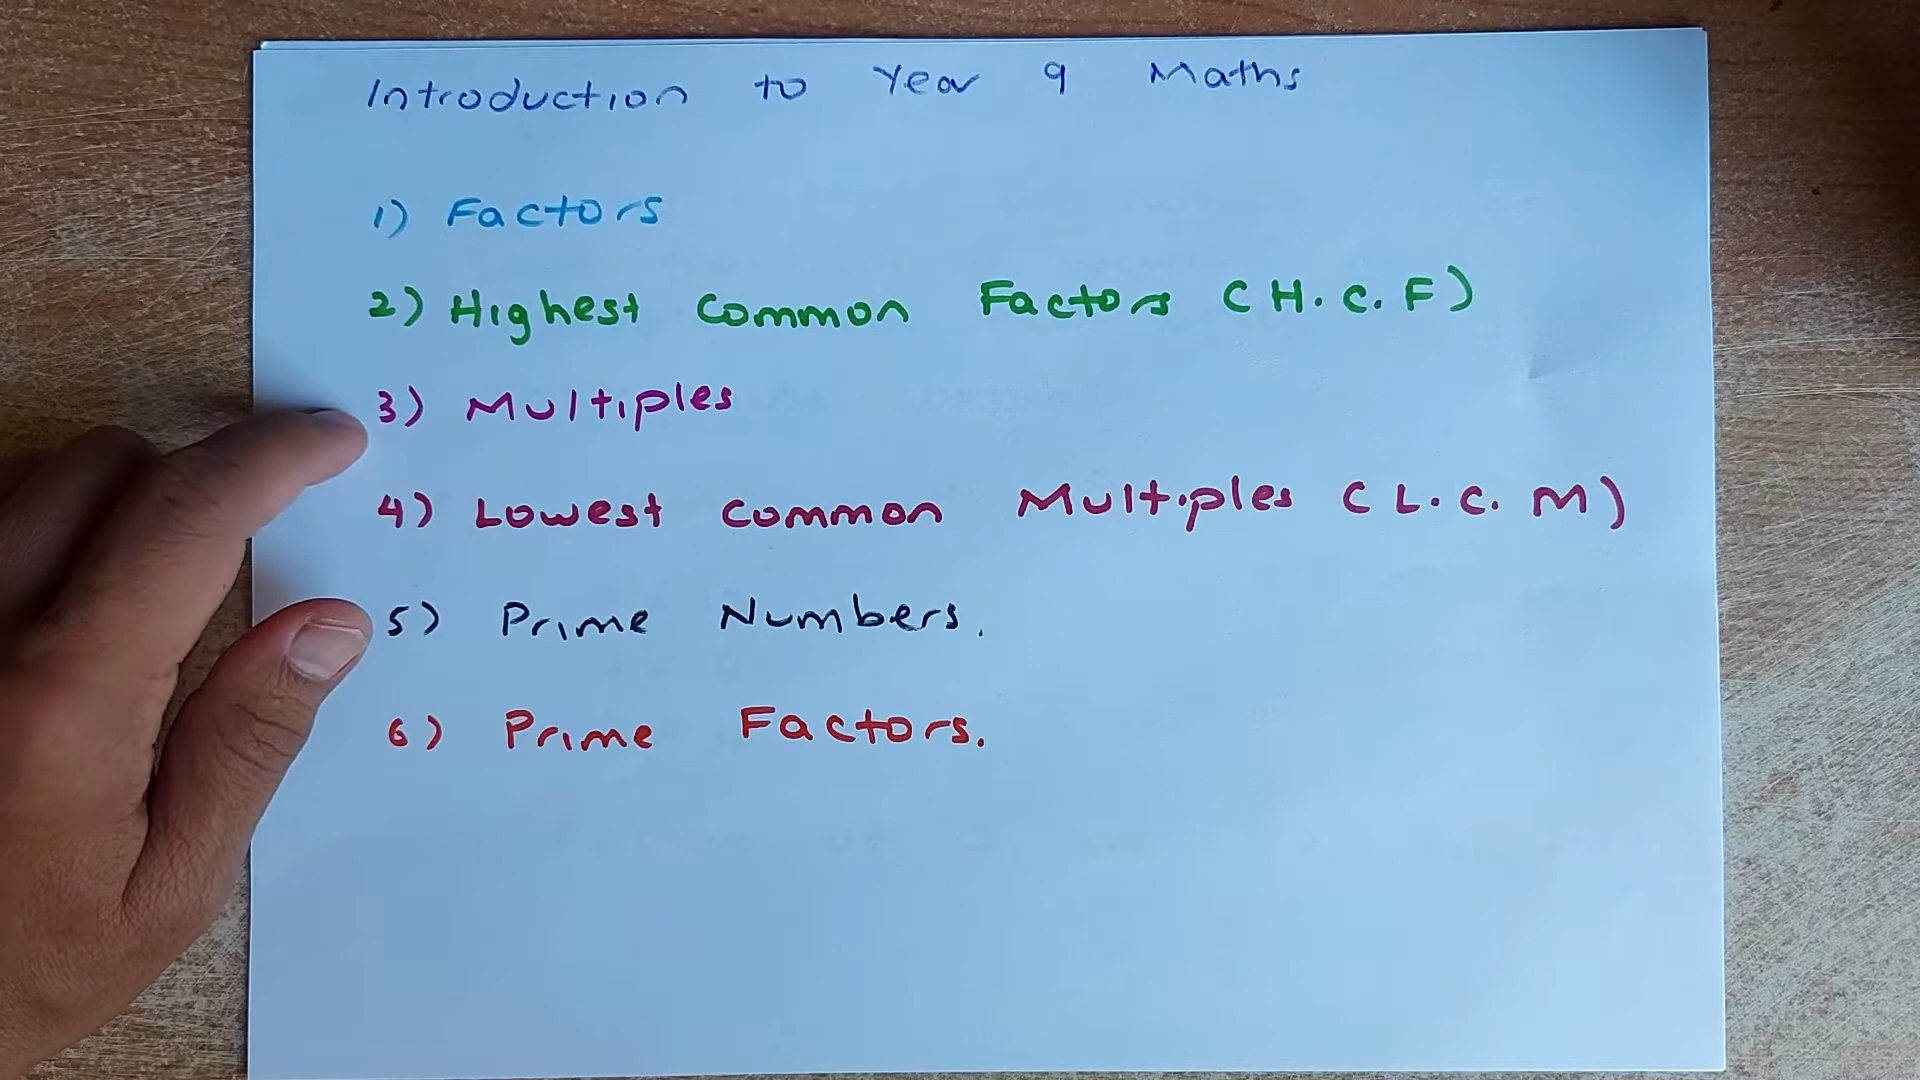 Introduction to Year 9 Maths
1) Factors
2) Highest Common Factors (H.C.F)
3) Multiples
4) Lowest Common Multiples (L.C.M)
5) Prime Numbers.
6) Prime Factors.